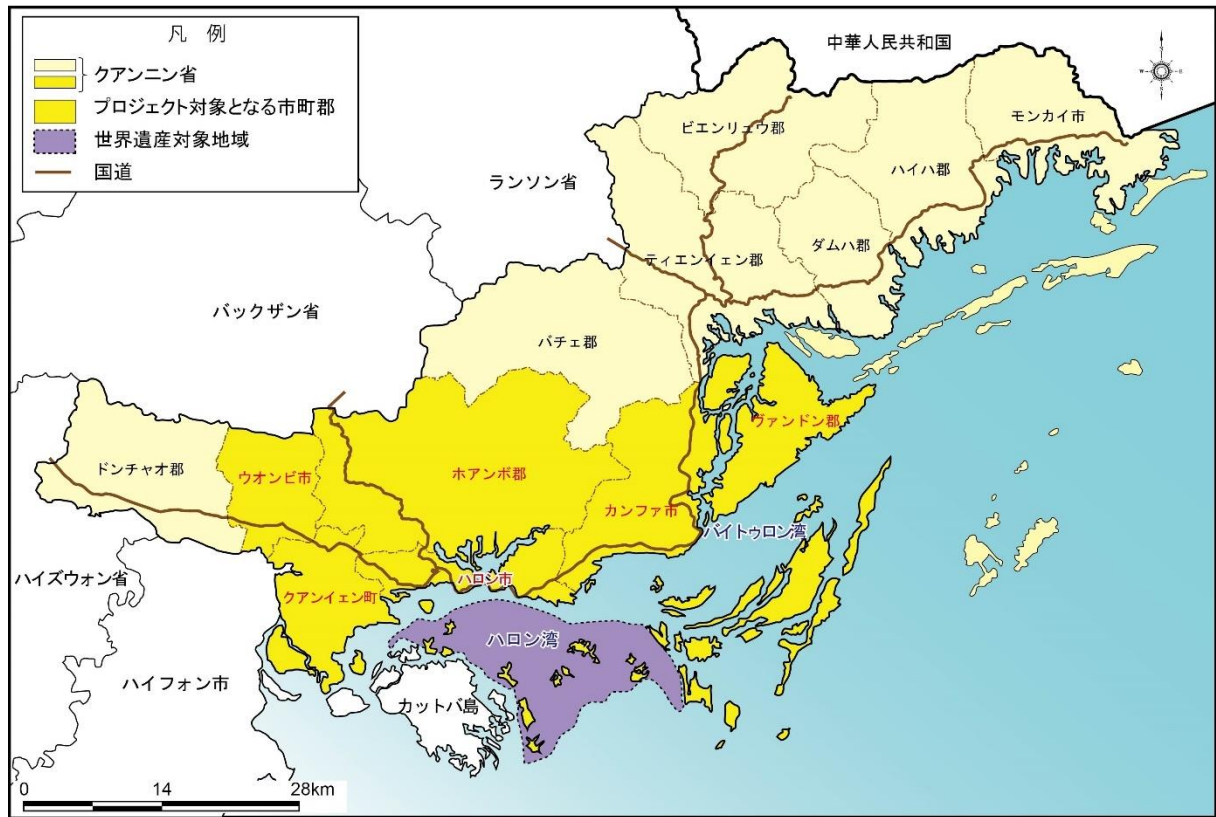 凡 例
クアンニン省
プロジェクト対象となる市町郡
世界遺産対象地域
国道
中華人民共和国
N
W
E
S
モンカイ市
ビエンリュウ郡
ハイハ郡
ランソン省
ダムハ郡
ティエンイェン郡
バックザン省
バチェ郡
ヴァンドン郡
ドンチャオ郡
ウオンビ市
ホアンボ郡
カンファ市
バイトゥロン湾
ハイズウォン省
ハロン市
クアンイェン町
ハロン湾
ハイフォン市
カットバ島
0
14
28km